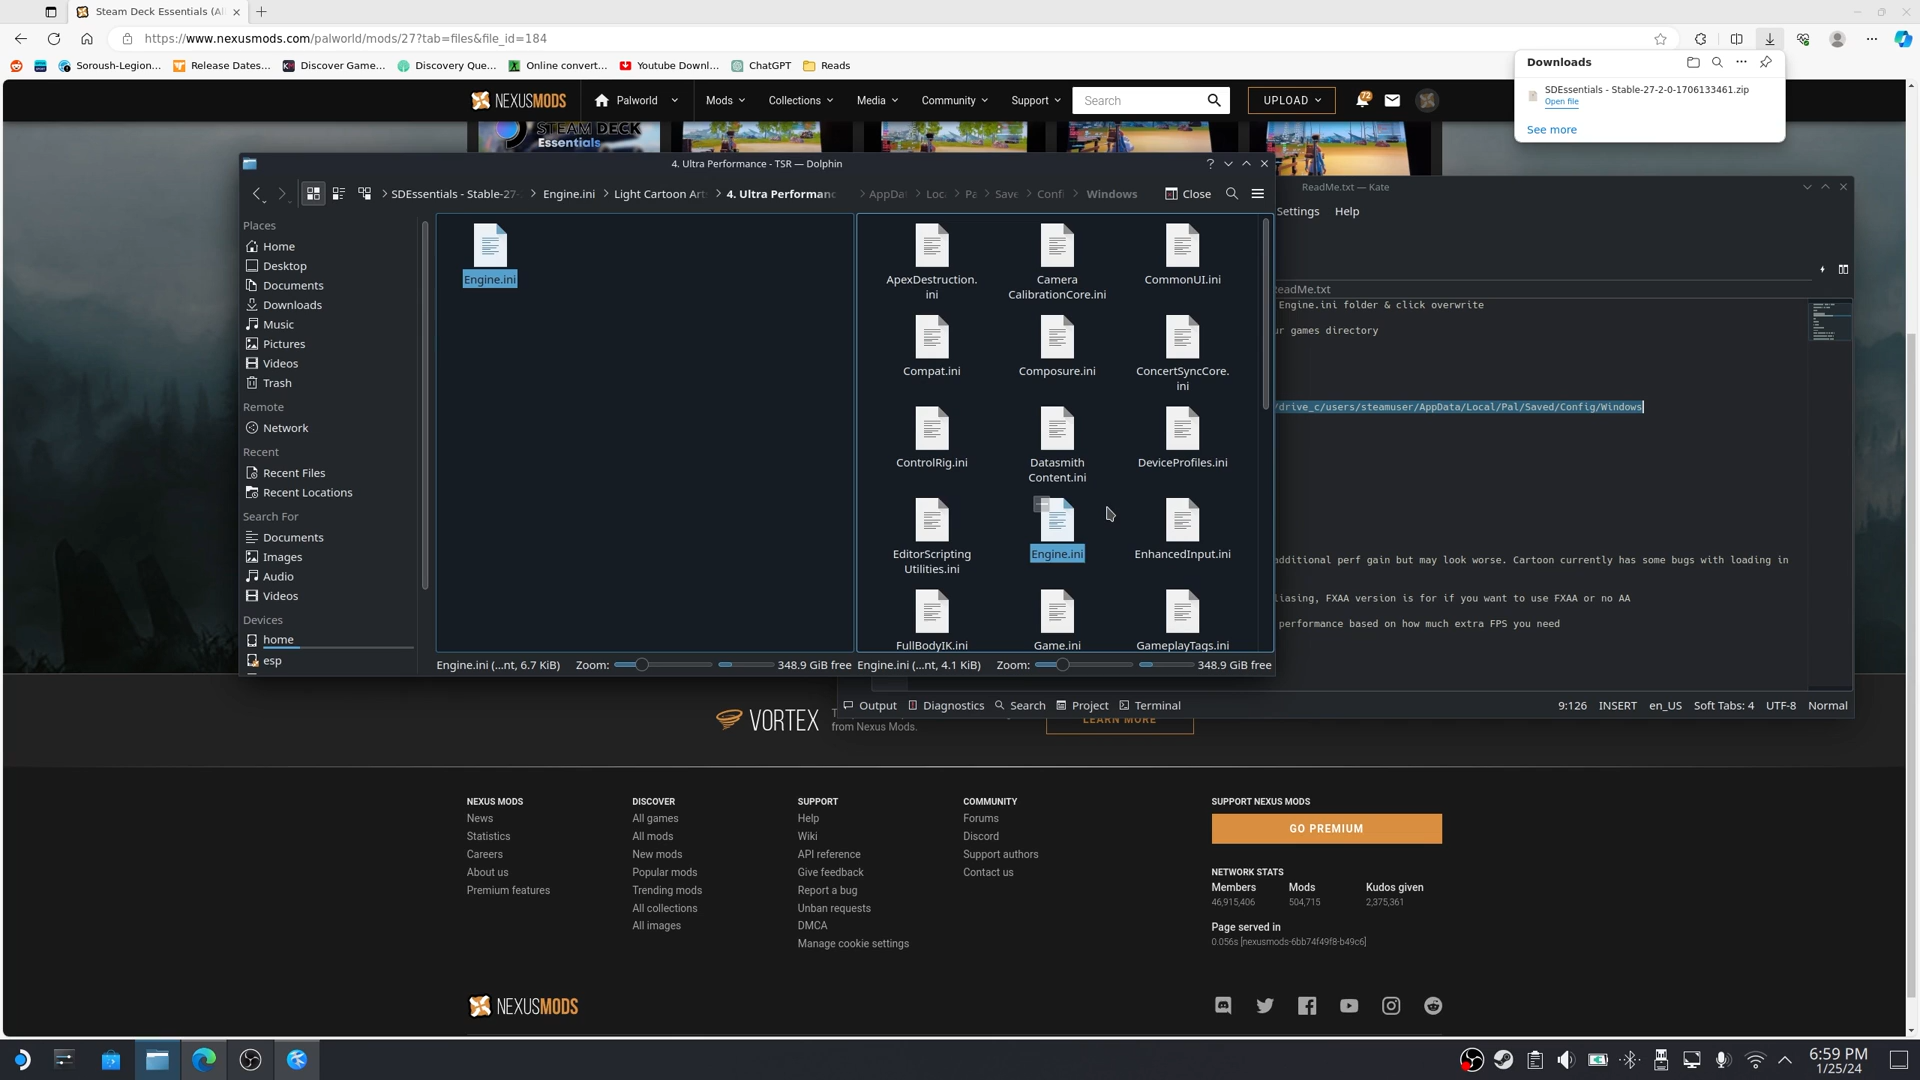 Steam Deck Essentials (Al
https://www.nexusmods.com/palworld/mods/27?tab=files&file_id=184
Soroush-Legion...
Release Dates...
Discover Game...
Discovery Que...
Online convert...
Youtube Downl...
ChatGPT
Reads
Downloads
SDEssentials - Stable-27-2-0-1706133461.zip
Open file
See more
NEXUSMODS
Palworld
Mods
Collections
Media
Community
Support
Search
UPLOAD
72
STEAM DECK
Essentials
4. Ultra Performance - TSR — Dolphin
SDEssentials - Stable-27-
Engine.ini
Light Cartoon Art
4. Ultra Performanc
AppDat
Loc
Pa
Save
Confi
Windows
Close
Places
Home
Desktop
Documents
Downloads
Music
Pictures
Videos
Trash
Remote
Network
Recent
Recent Files
Recent Locations
Search For
Documents
Images
Audio
Videos
Devices
home
esp
Engine.ini
ApexDestruction.
ini
Camera
CalibrationCore.ini
CommonUI.ini
Compat.ini
Composure.ini
ConcertSyncCore.
ini
ControlRig.ini
Datasmith
Content.ini
DeviceProfiles.ini
EditorScripting
Utilities.ini
Engine.ini
EnhancedInput.ini
FullBodyIK.ini
Game.ini
GameplayTags.ini
Engine.ini (...nt, 6.7 KiB)
Zoom:
348.9 GiB free
Engine.ini (...nt, 4.1 KiB)
Zoom:
348.9 GiB free
ReadMe.txt — Kate
Settings
Help
eadMe.txt
Engine.ini folder & click overwrite
ur games directory
/drive_c/users/steamuser/AppData/Local/Pal/Saved/Config/Windows
additional perf gain but may look worse. Cartoon currently has some bugs with loading in
liasing, FXAA version is for if you want to use FXAA or no AA
performance based on how much extra FPS you need
Output
Diagnostics
Search
Project
Terminal
9:126
INSERT
en_US
Soft Tabs: 4
UTF-8
Normal
VORTEX
from Nexus Mods.
LEARN MORE
NEXUS MODS
News
Statistics
Careers
About us
Premium features
DISCOVER
All games
All mods
New mods
Popular mods
Trending mods
All collections
All images
SUPPORT
Help
Wiki
API reference
Give feedback
Report a bug
Unban requests
DMCA
Manage cookie settings
COMMUNITY
Forums
Discord
Support authors
Contact us
SUPPORT NEXUS MODS
GO PREMIUM
NETWORK STATS
Members
46,915,406
Mods
504,715
Kudos given
2,375,361
Page served in
0.056s [nexusmods-6bb74f49f8-b49c6]
NEXUSMODS
6:59 PM
1/25/24